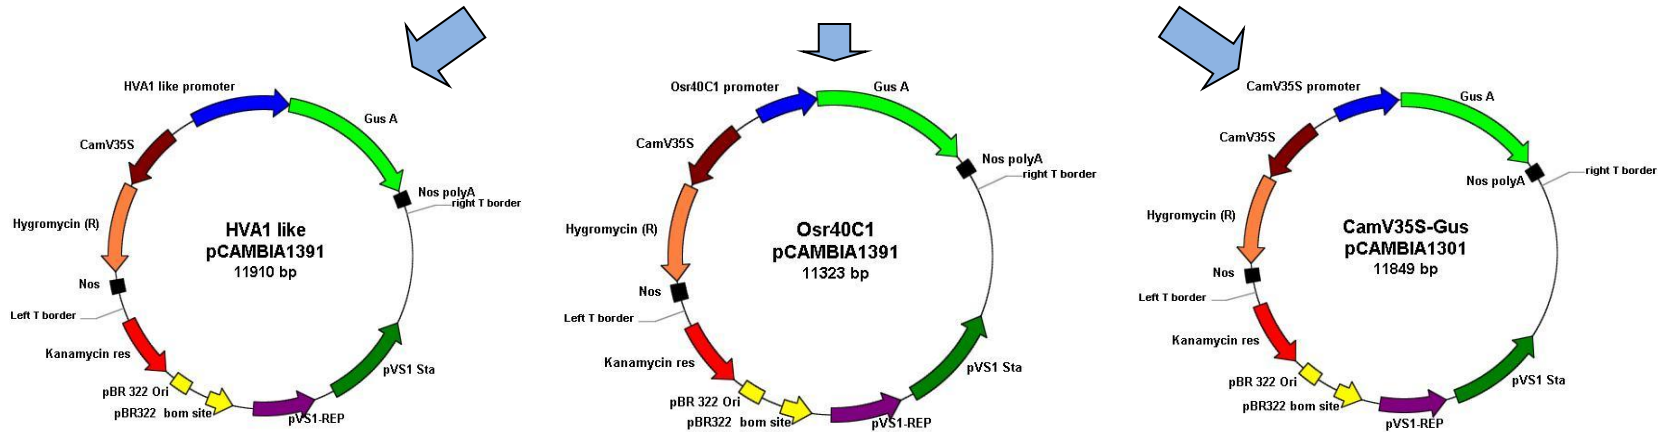 HVA1 like promoter
Gus A
CamV35S
Nos polyA
right T border
Hygromycin (R)
HVA1 like
pCAMBIA1391
11910 bp
Nos
Left T border
Kanamycin res
pVS1 Sta
pBR 322 Ori
pBR322 bom site
pVS1-REP
Osr40C1 promoter
Gus A
CamV35S
Nos polyA
right T border
Hygromycin (R)
Osr40C1
pCAMBIA1391
11323 bp
Nos
Left T border
Kanamycin res
pVS1 Sta
pBR 322 Ori
pBR322 bom site
pVS1-REP
CamV35S promoter
Gus A
CamV35S
Nos polyA
right T border
Hygromycin (R)
CamV35S-Gus
pCAMBIA1301
11849 bp
Nos
Left T border
Kanamycin res
pVS1 Sta
pBR 322 Ori
pBR322 bom site
pVS1-REP